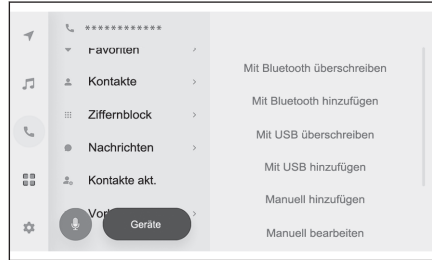 ************
Favoriten
Kontakte
Ziffernblock
Nachrichten
Kontakte akt.
Geräte
Mit Bluetooth überschreiben
Mit Bluetooth hinzufügen
Mit USB überschreiben
Mit USB hinzufügen
Manuell hinzufügen
Manuell bearbeiten